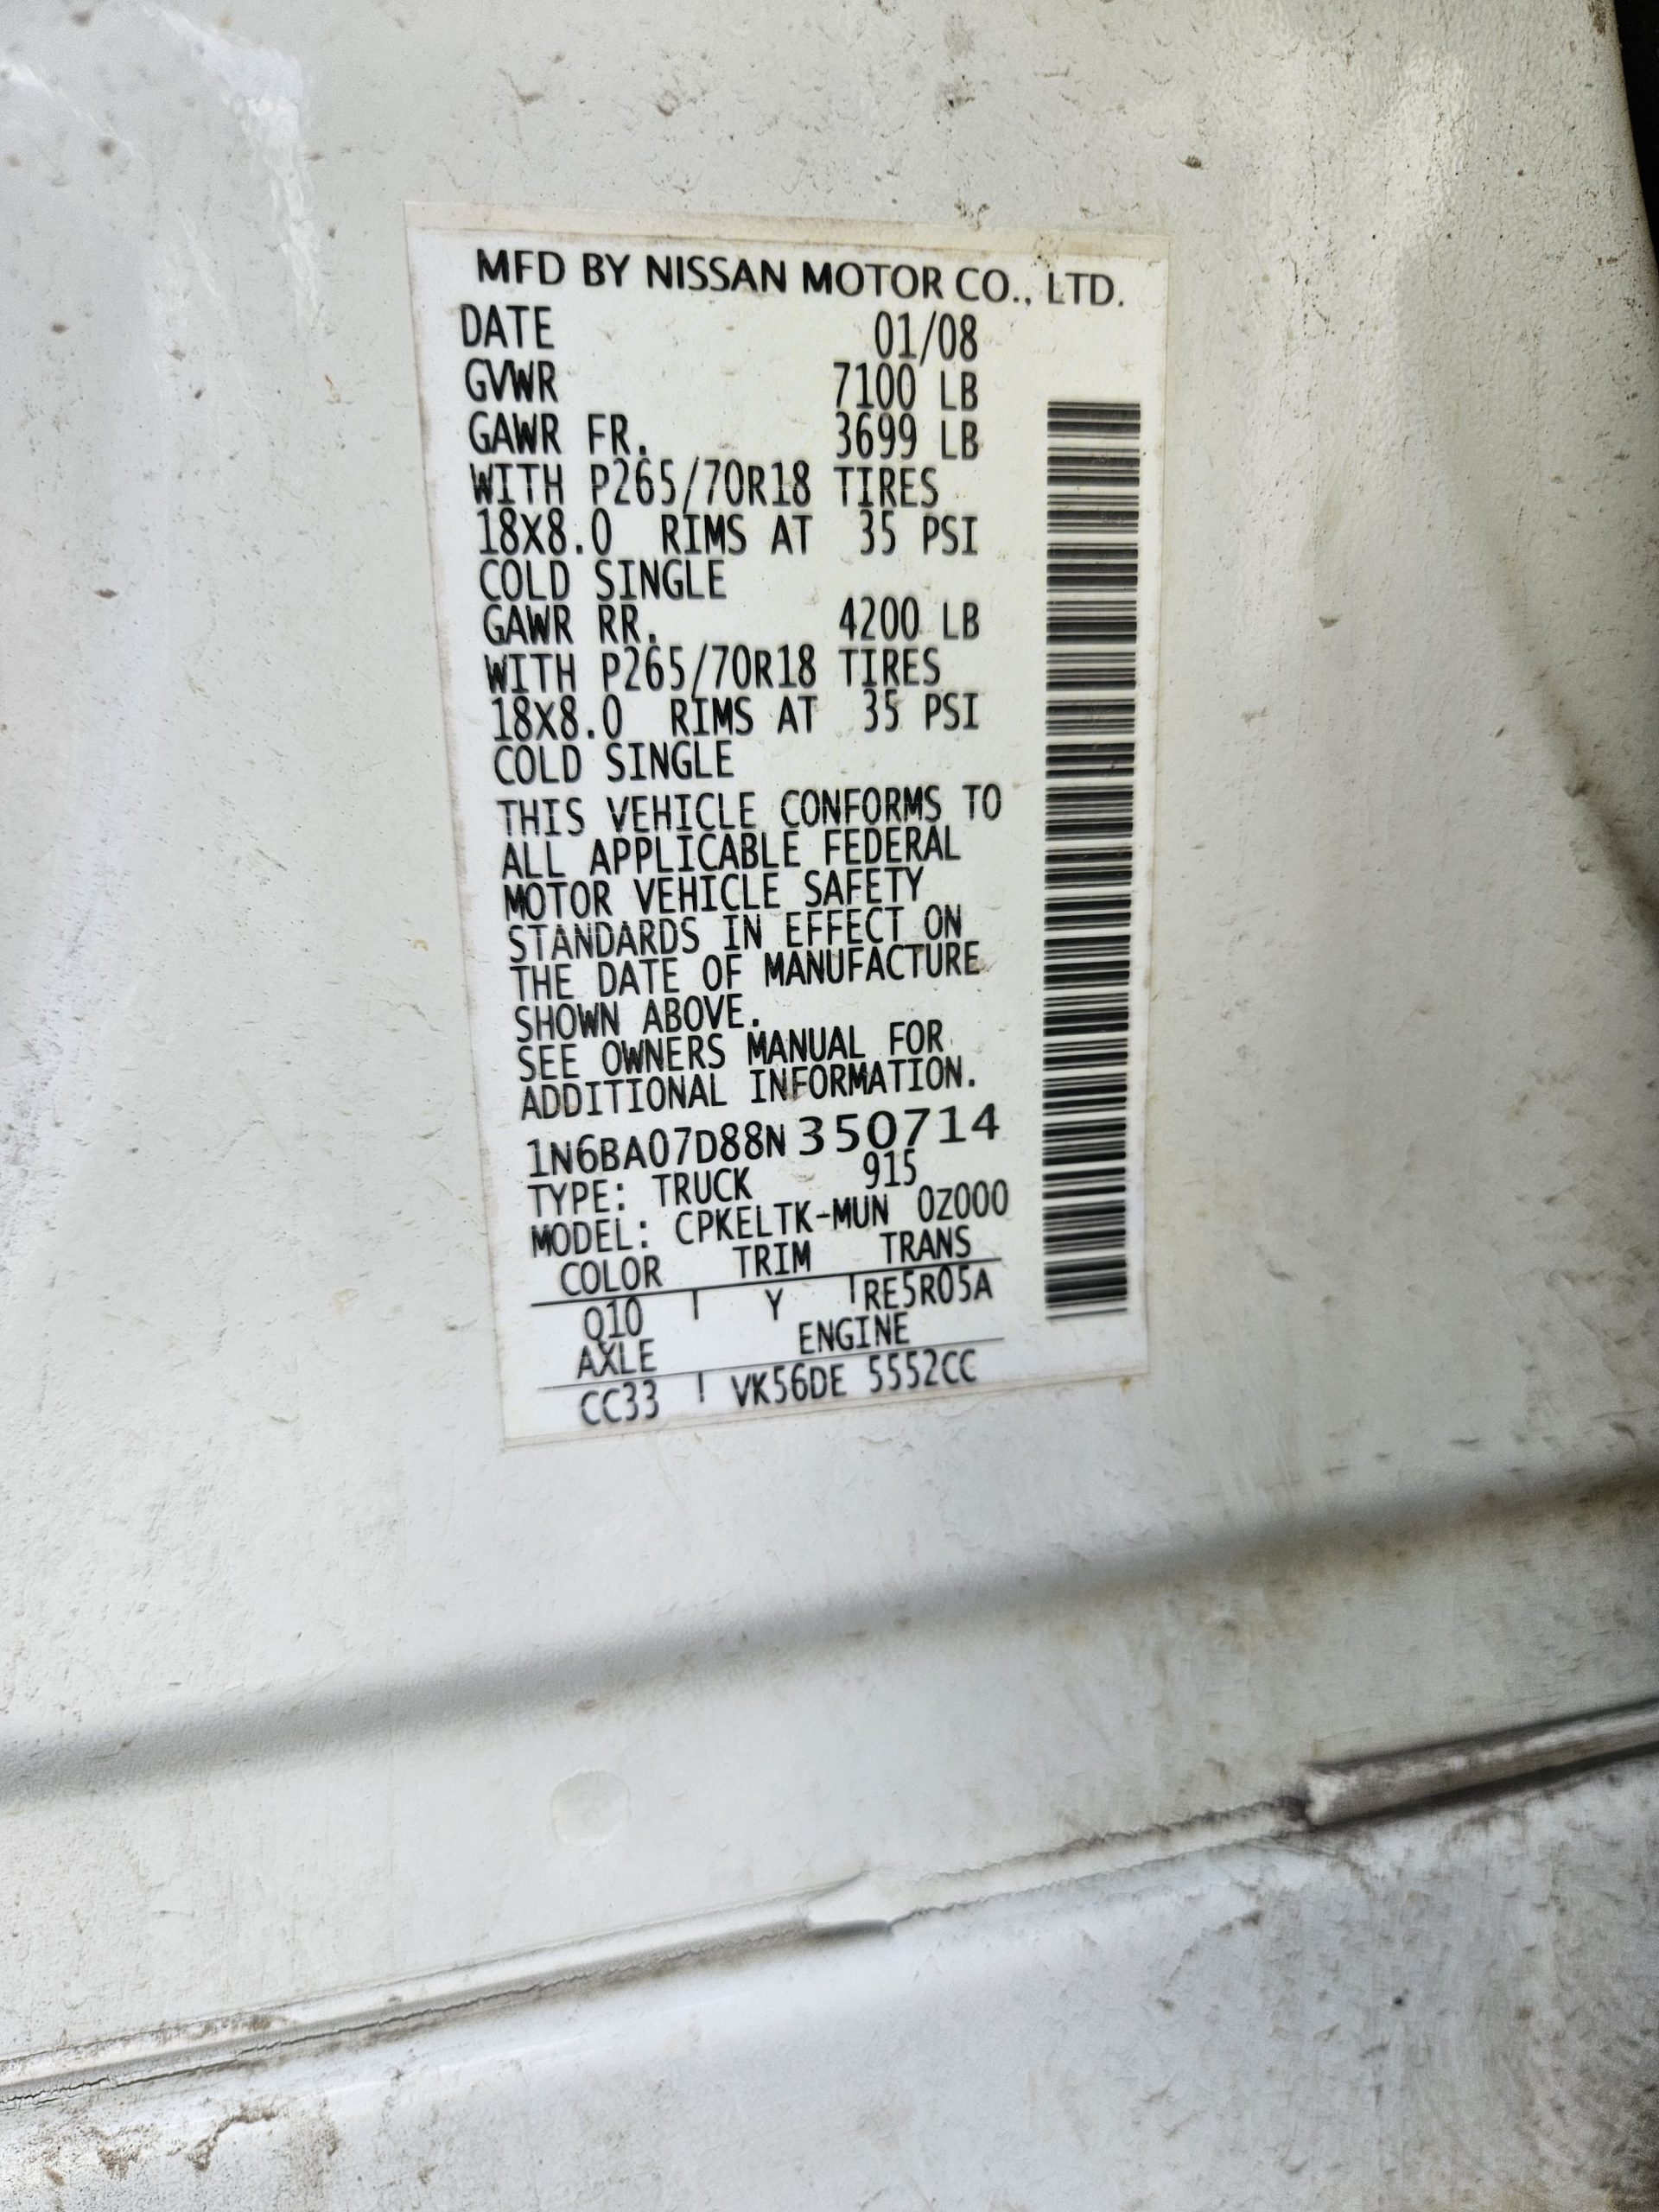 MFD BY NISSAN MOTOR CO., LTD.
DATE 01/08
GVWR 7100 LB
GAWR FR. 3699 LB
WITH P265/70R18 TIRES
18X8.0 RIMS AT 35 PSI
COLD SINGLE
GAWR RR. 4200 LB
WITH P265/70R18 TIRES
18X8.0 RIMS AT 35 PSI
COLD SINGLE
THIS VEHICLE CONFORMS TO
ALL APPLICABLE FEDERAL
MOTOR VEHICLE SAFETY
STANDARDS IN EFFECT ON
THE DATE OF MANUFACTURE
SHOWN ABOVE.
SEE OWNERS MANUAL FOR
ADDITIONAL INFORMATION.
1N6BA07D88N350714
TYPE: TRUCK 915
MODEL: CPKELTK-MUN 0Z000
COLOR TRIM TRANS
Q10 Y RE5R05A
AXLE ENGINE
CC33 VK56DE 5552CC